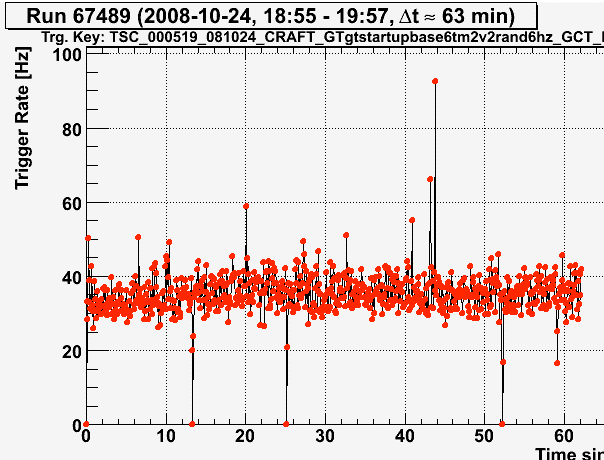 Run 67489 (2008-10-24, 18:55 - 19:57, Δt ≈ 63 min)
Trg. Key: TSC_000519_081024_CRAFT_GTgtstartupbase6tm2v2rand6hz_GCT_
Trigger Rate [Hz]
100
80
60
40
20
0
0 10 20 30 40 50 60
Time sin